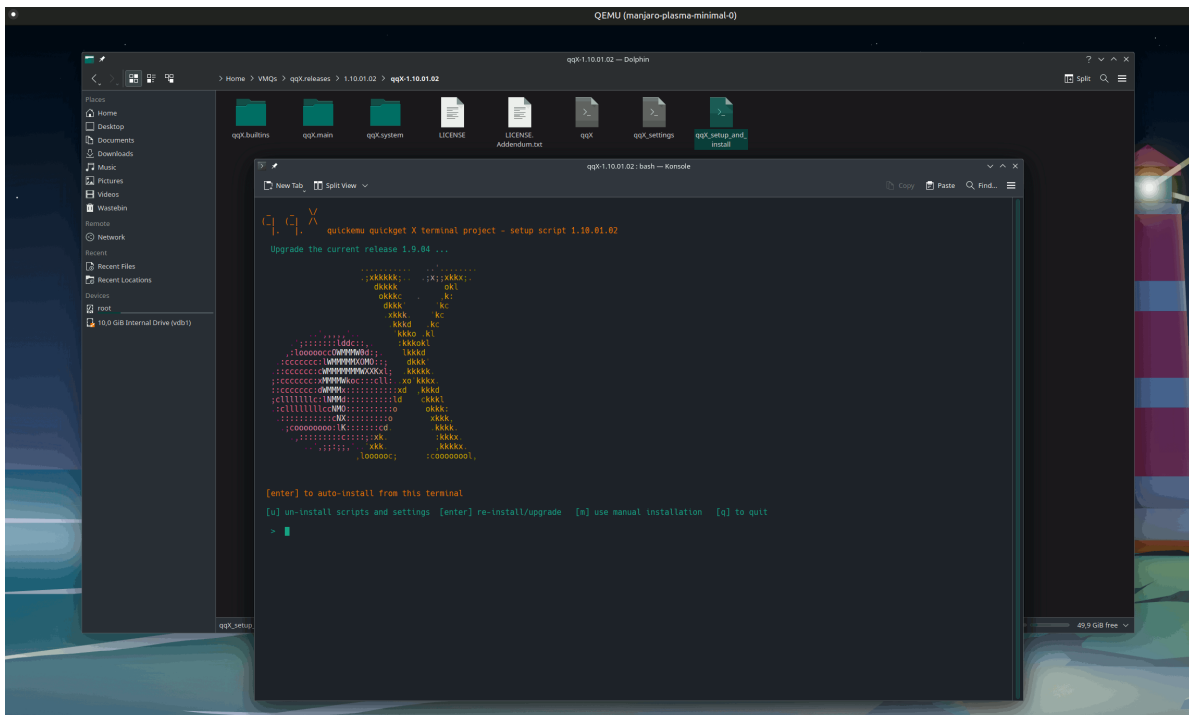 QEMU (manjaro-plasma-minimal-0)
qqX-1.10.01.02 — Dolphin
> Home > VMQs > qqX.releases > 1.10.01.02 > qqX-1.10.01.02
Split
Places
Home
Desktop
Documents
Downloads
Music
Pictures
Videos
Wastebin
Remote
Network
Recent
Recent Files
Recent Locations
Devices
root
10,0 GiB Internal Drive (vdb1)
qqX.builtins
qqX.main
qqX.system
LICENSE
LICENSE.
Addendum.txt
qqX
qqX_settings
qqX_setup_and_
install
qqX-1.10.01.02 : bash — Konsole
New Tab
Split View
Copy
Paste
Find...
quickemu quickget X terminal project - setup script 1.10.01.02
Upgrade the current release 1.9.04 ...
[enter] to auto-install from this terminal
[u] un-install scripts and settings [enter] re-install/upgrade [m] use manual installation [q] to quit
>
qqX_setup_
49,9 GiB free